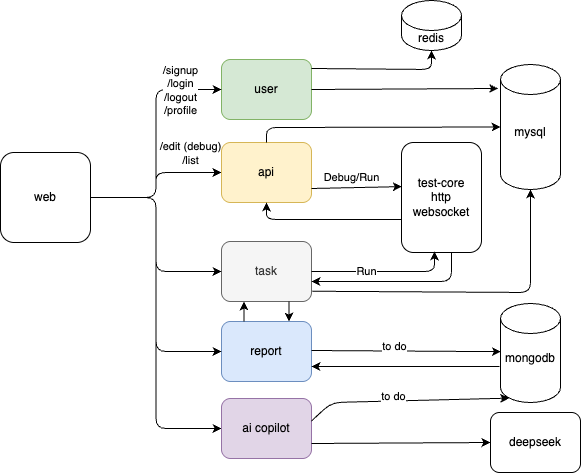 redis
/signup
/login
/logout
/profile
user
mysql
/edit (debug)
/list
api
Debug/Run
test-core
http
websocket
web
task
Run
report
to do
mongodb
to do
ai copilot
deepseek